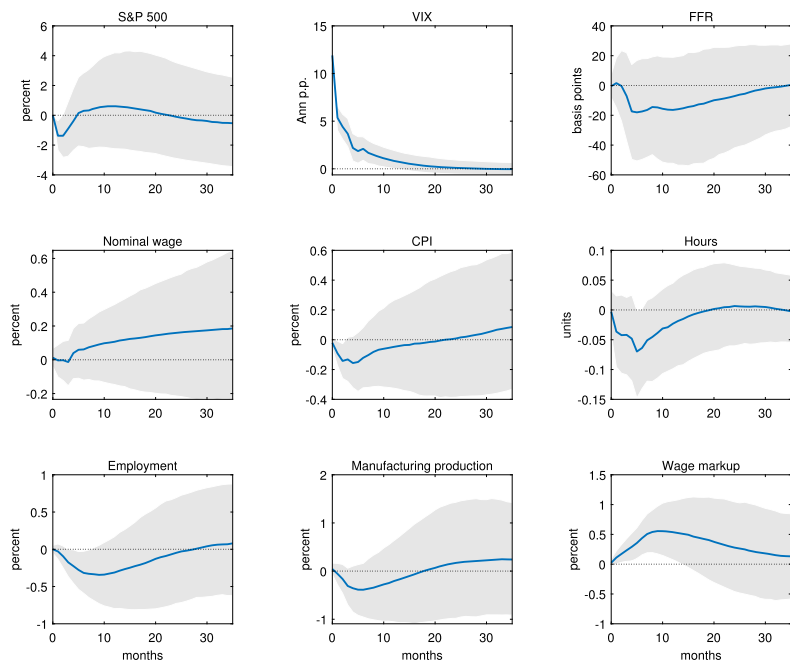 S&P 500
VIX
FFR
6
4
2
0
-2
-4
percent
0 10 20 30
15
10
5
0
Ann p.p.
0 10 20 30
40
20
0
-20
-40
-60
basis points
0 10 20 30
Nominal wage
CPI
Hours
0.6
0.4
0.2
0
-0.2
percent
0 10 20 30
0.6
0.4
0.2
0
-0.2
-0.4
percent
0 10 20 30
0.1
0.05
0
-0.05
-0.1
-0.15
units
0 10 20 30
Employment
Manufacturing production
Wage markup
1
0.5
0
-0.5
-1
percent
0 10 20 30
months
2
1
0
-1
percent
0 10 20 30
months
1.5
1
0.5
0
-0.5
-1
percent
0 10 20 30
months